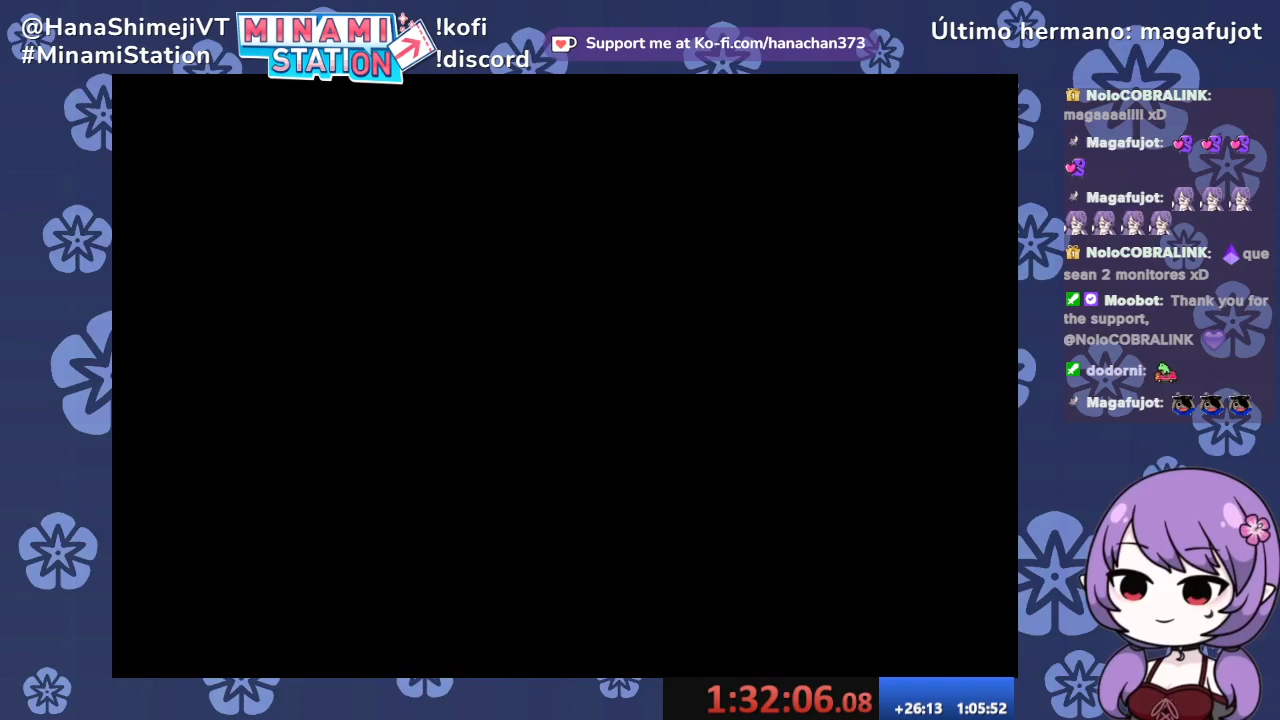 @HanaShimejiVT
#MinamiStation
MINAMI
STATION
!kofi
!discord
Support me at Ko-fi.com/hanachan373
Último hermano: magafujot
NoloCOBRALINK:
magaaaallll xD
Magafujot:
Magafujot:
NoloCOBRALINK: que
sean 2 monitores xD
Moobot: Thank you for
the support,
@NoloCOBRALINK
dodorni:
Magafujot:
1:32:06.08
+26:13 1:05:52